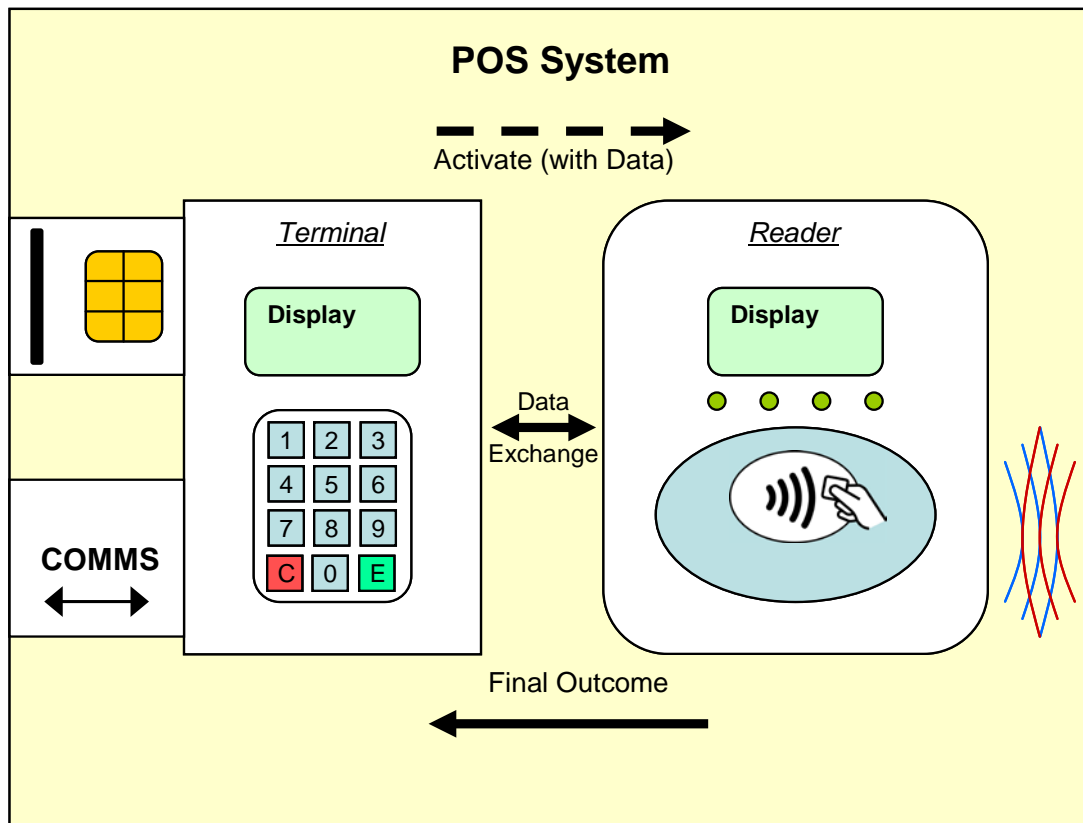 POS System
Activate (with Data)
Terminal
Reader
Display
Display
Data
Exchange
1 2 3
4 5 6
7 8 9
C 0 E
COMMS
Final Outcome